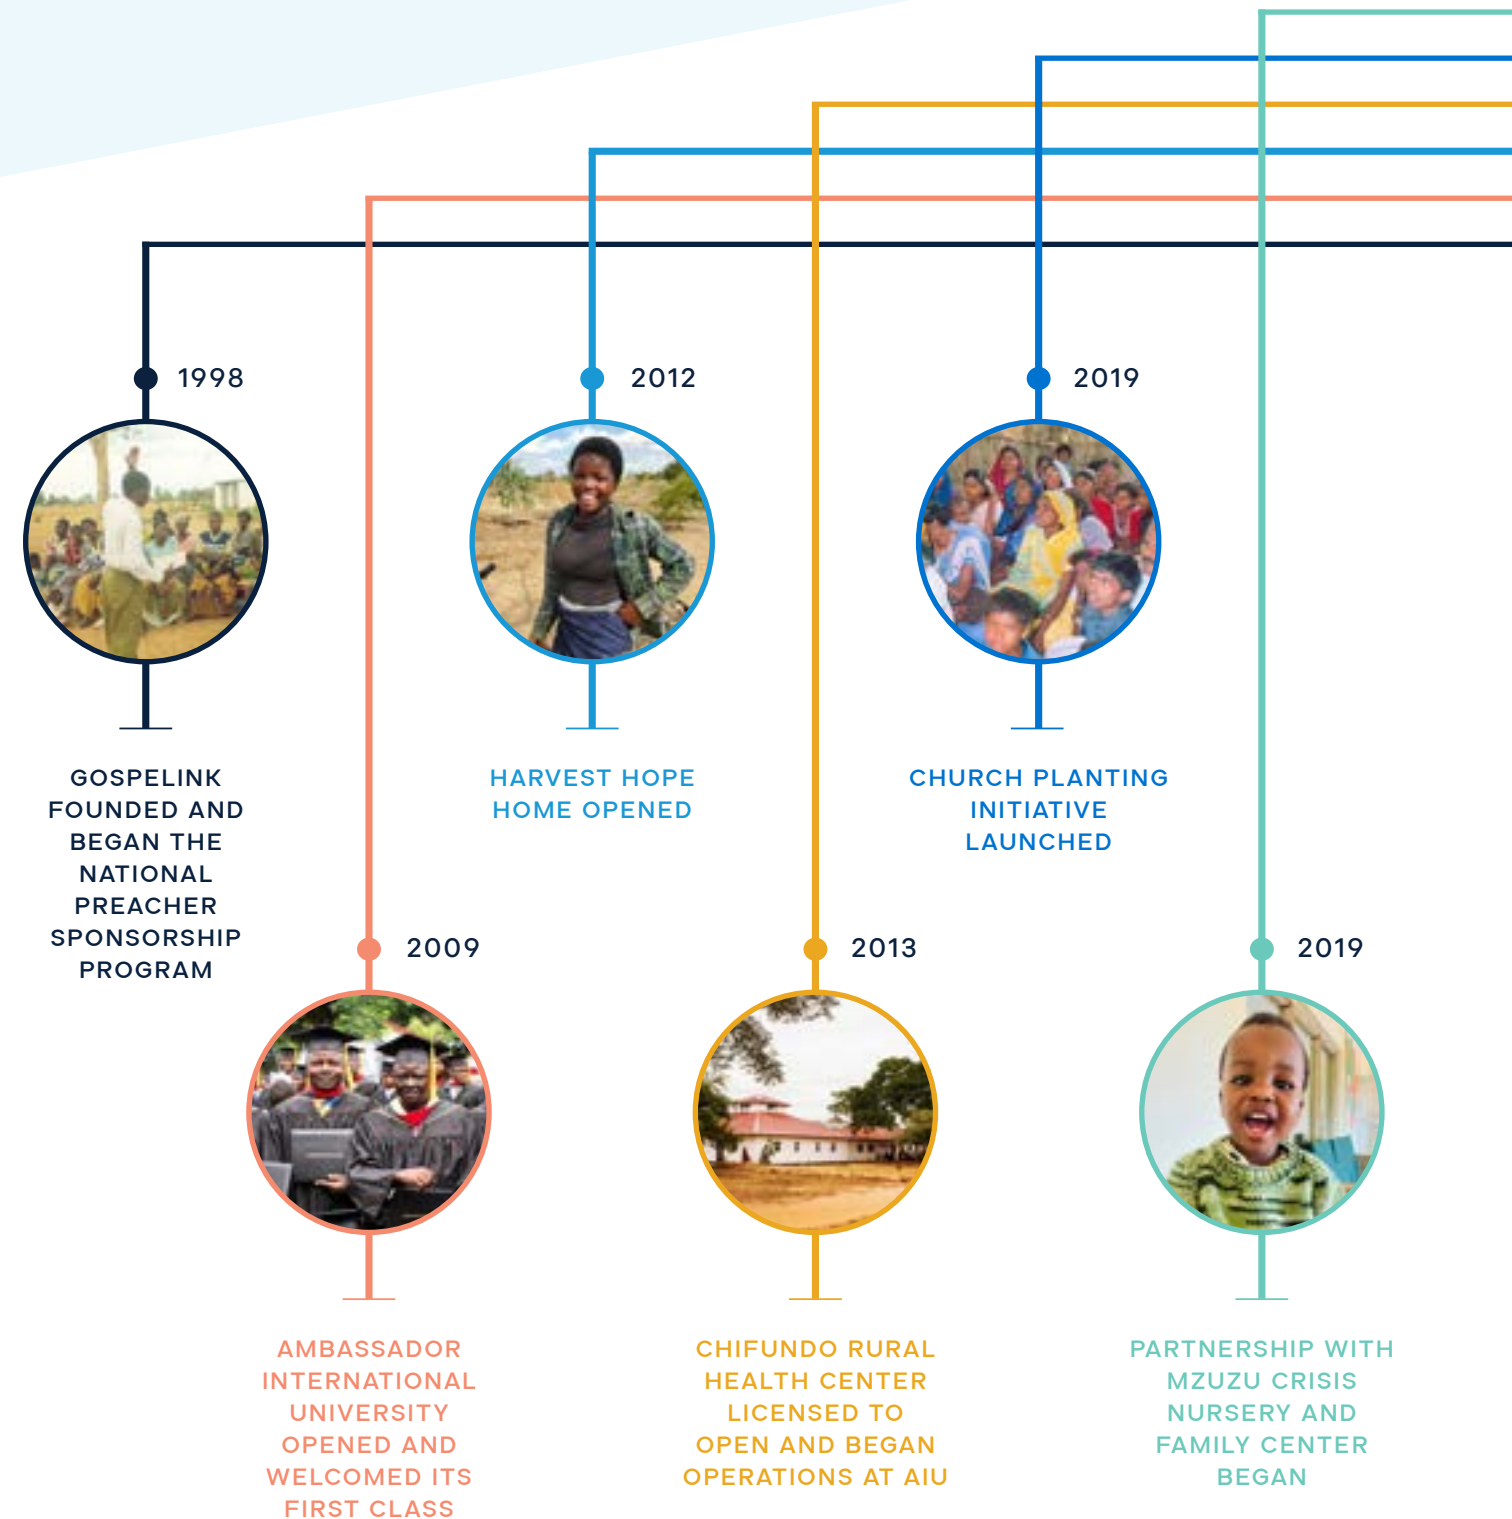 1998
GOSPELINK
FOUNDED AND
BEGAN THE
NATIONAL
PREACHER
SPONSORSHIP
PROGRAM
2009
AMBASSADOR
INTERNATIONAL
UNIVERSITY
OPENED AND
WELCOMED ITS
FIRST CLASS
2012
HARVEST HOPE
HOME OPENED
2013
CHIFUNDO RURAL
HEALTH CENTER
LICENSED TO
OPEN AND BEGAN
OPERATIONS AT AIU
2019
CHURCH PLANTING
INITIATIVE
LAUNCHED
2019
PARTNERSHIP WITH
MZUZU CRISIS
NURSERY AND
FAMILY CENTER
BEGAN